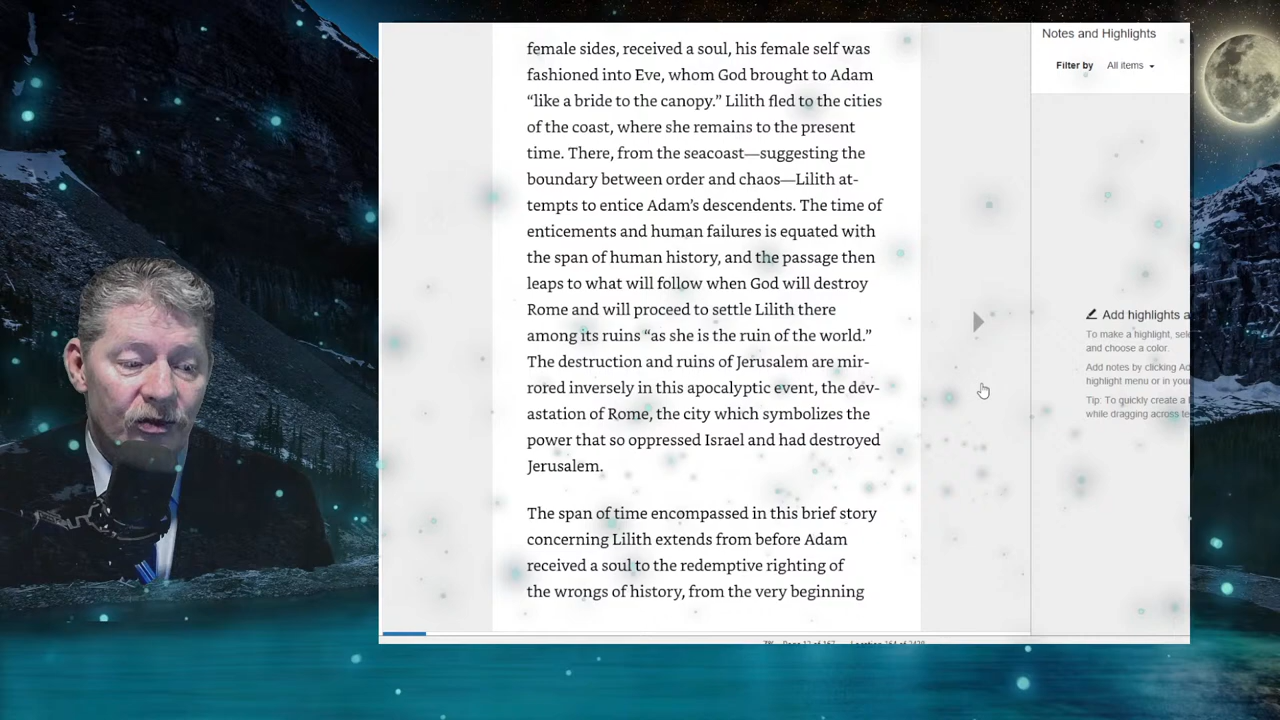 female sides, received a soul, his female self was
fashioned into Eve, whom God brought to Adam
“like a bride to the canopy.” Lilith fled to the cities
of the coast, where she remains to the present
time. There, from the seacoast—suggesting the
boundary between order and chaos—Lilith at-
tempts to entice Adam’s descendents. The time of
enticements and human failures is equated with
the span of human history, and the passage then
leaps to what will follow when God will destroy
Rome and will proceed to settle Lilith there
among its ruins “as she is the ruin of the world.”
The destruction and ruins of Jerusalem are mir-
rored inversely in this apocalyptic event, the dev-
astation of Rome, the city which symbolizes the
power that so oppressed Israel and had destroyed
Jerusalem.
The span of time encompassed in this brief story
concerning Lilith extends from before Adam
received a soul to the redemptive righting of
the wrongs of history, from the very beginning
Notes and Highlights
Filter by All items
Add highlights a
To make a highlight, sele
and choose a color.
Add notes by clicking Ad
highlight menu or in your
Tip: To quickly create a
while dragging across te